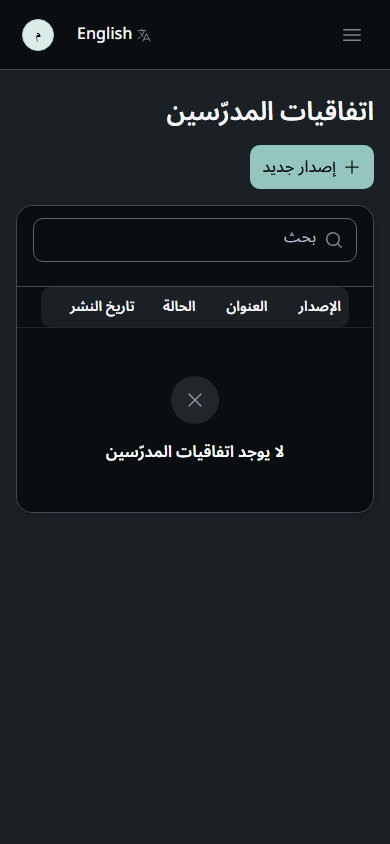 English
م
اتفاقيات المدرّسين
إصدار جديد
بحث
الإصدار العنوان الحالة تاريخ النشر
لا يوجد اتفاقيات المدرّسين